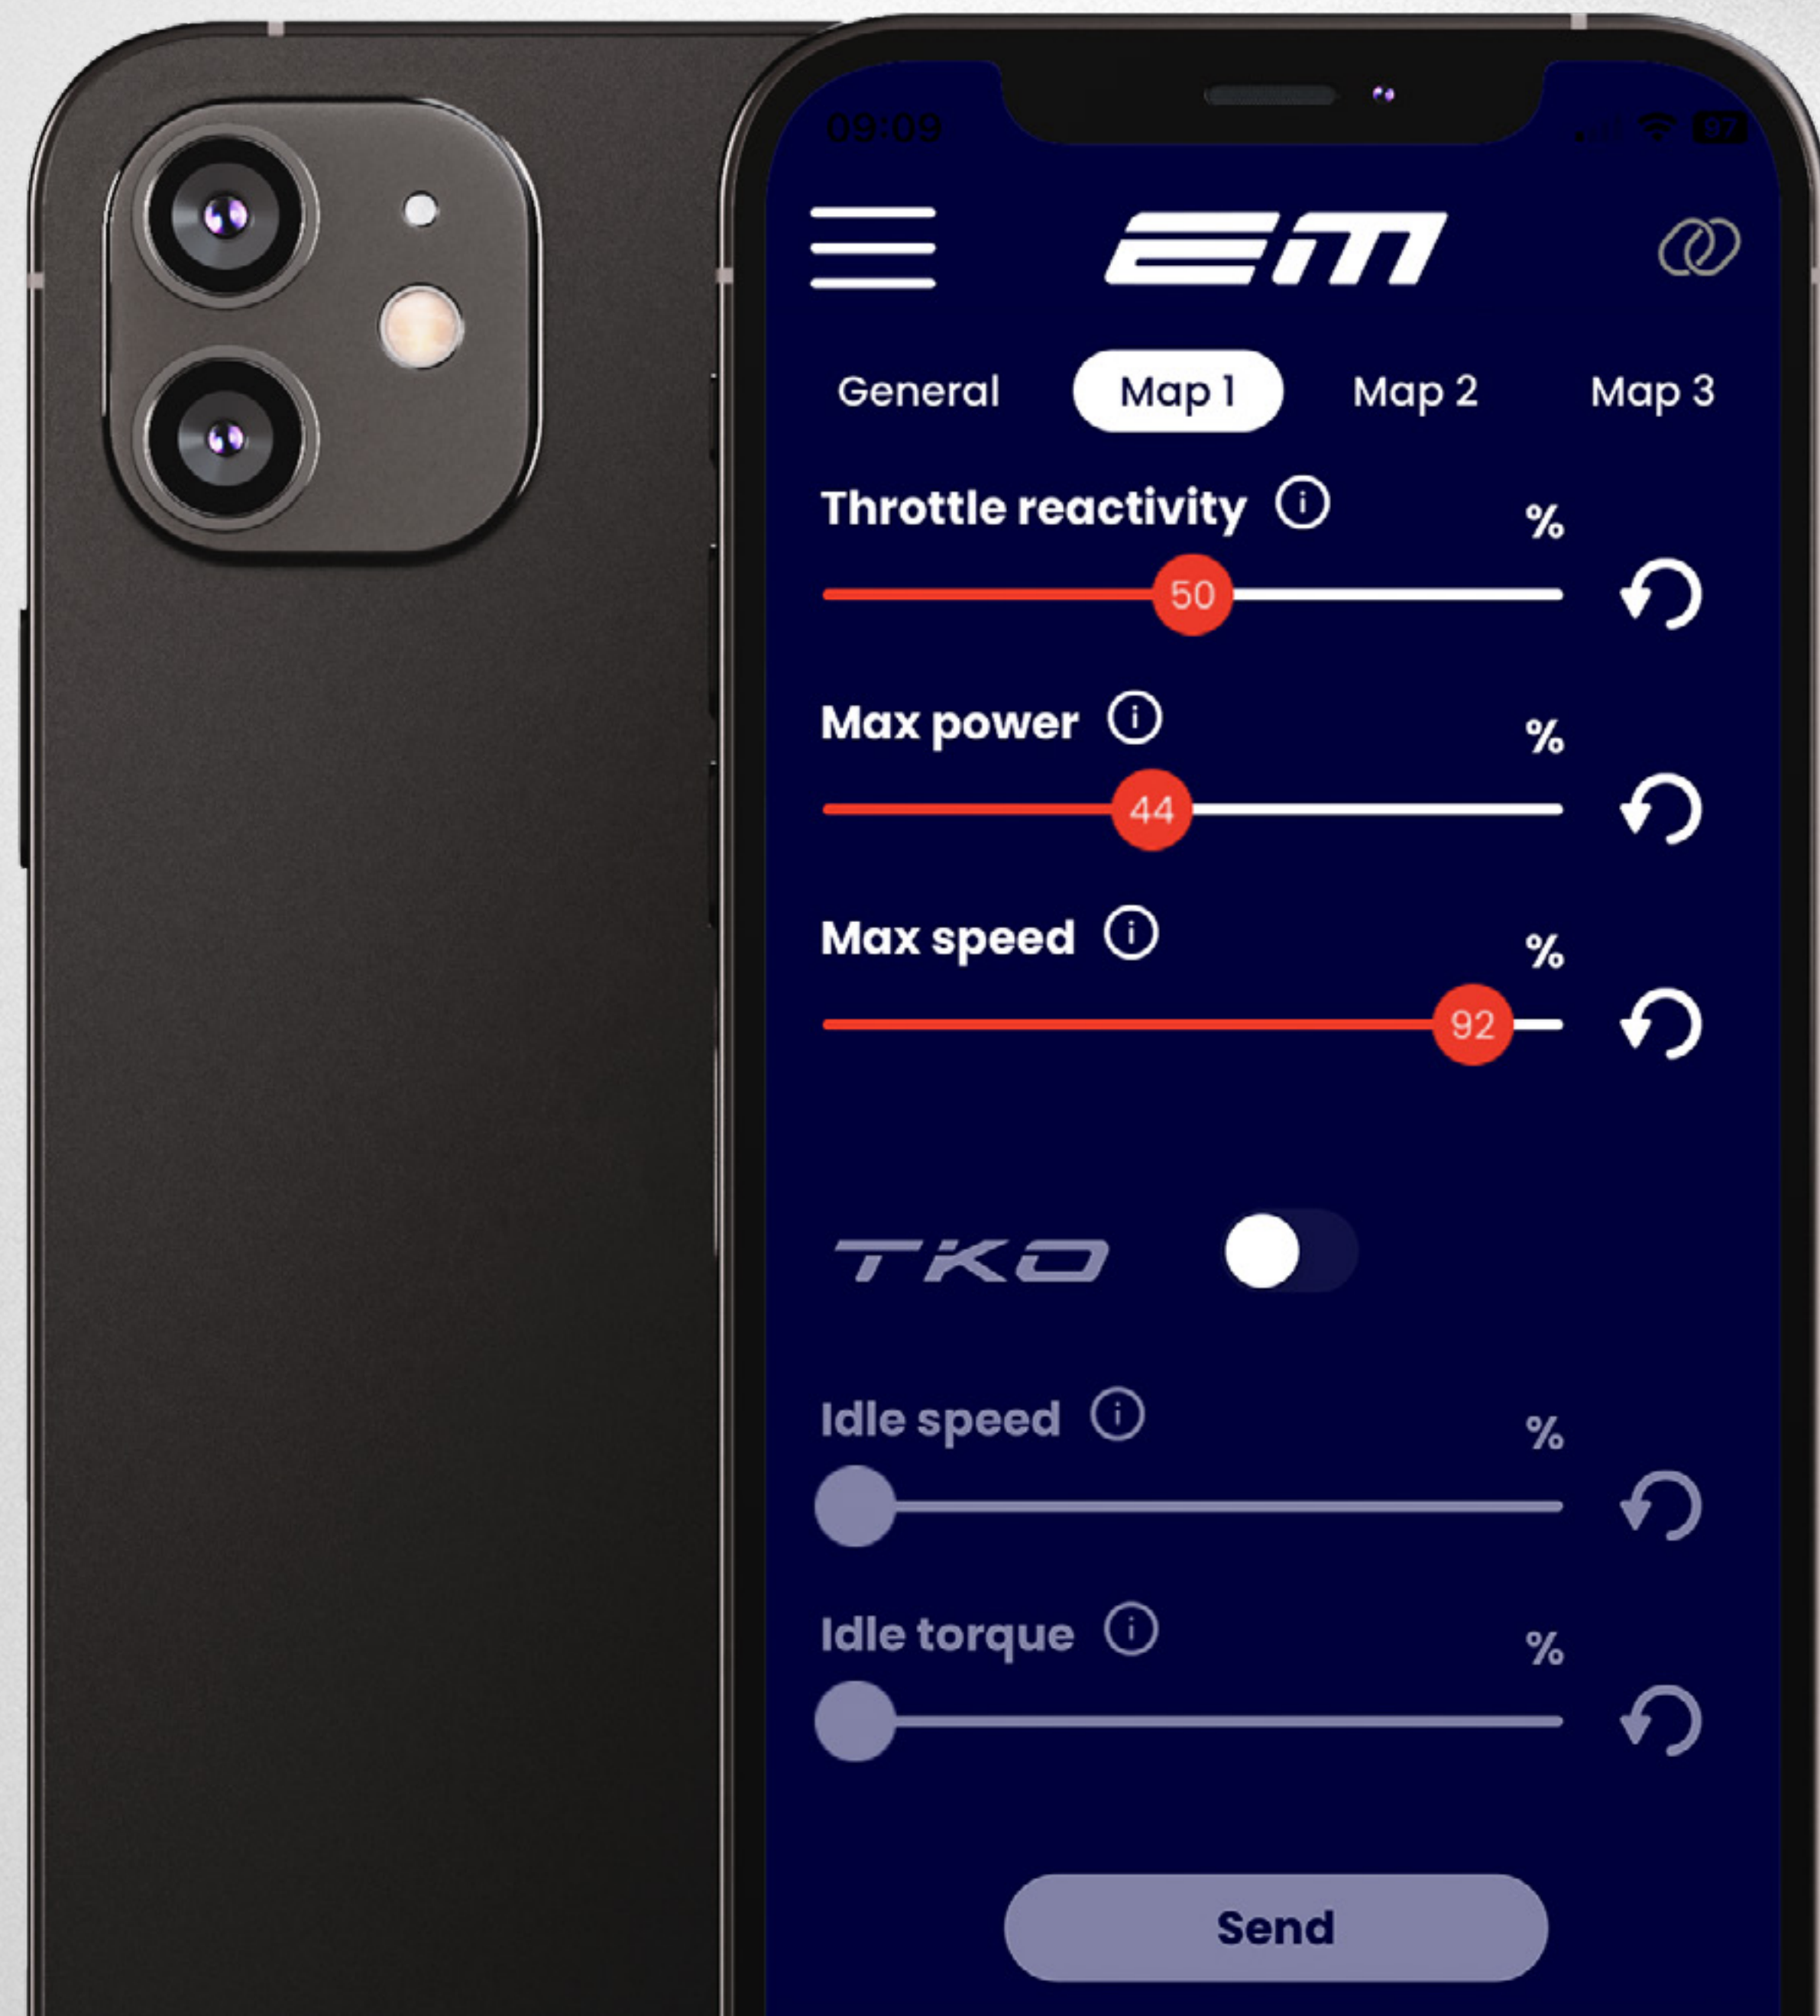 09:09
97
EM
General Map 1 Map 2 Map 3
Throttle reactivity i %
50
Max power i %
44
Max speed i %
92
TKO
Idle speed i %
Idle torque i %
Send